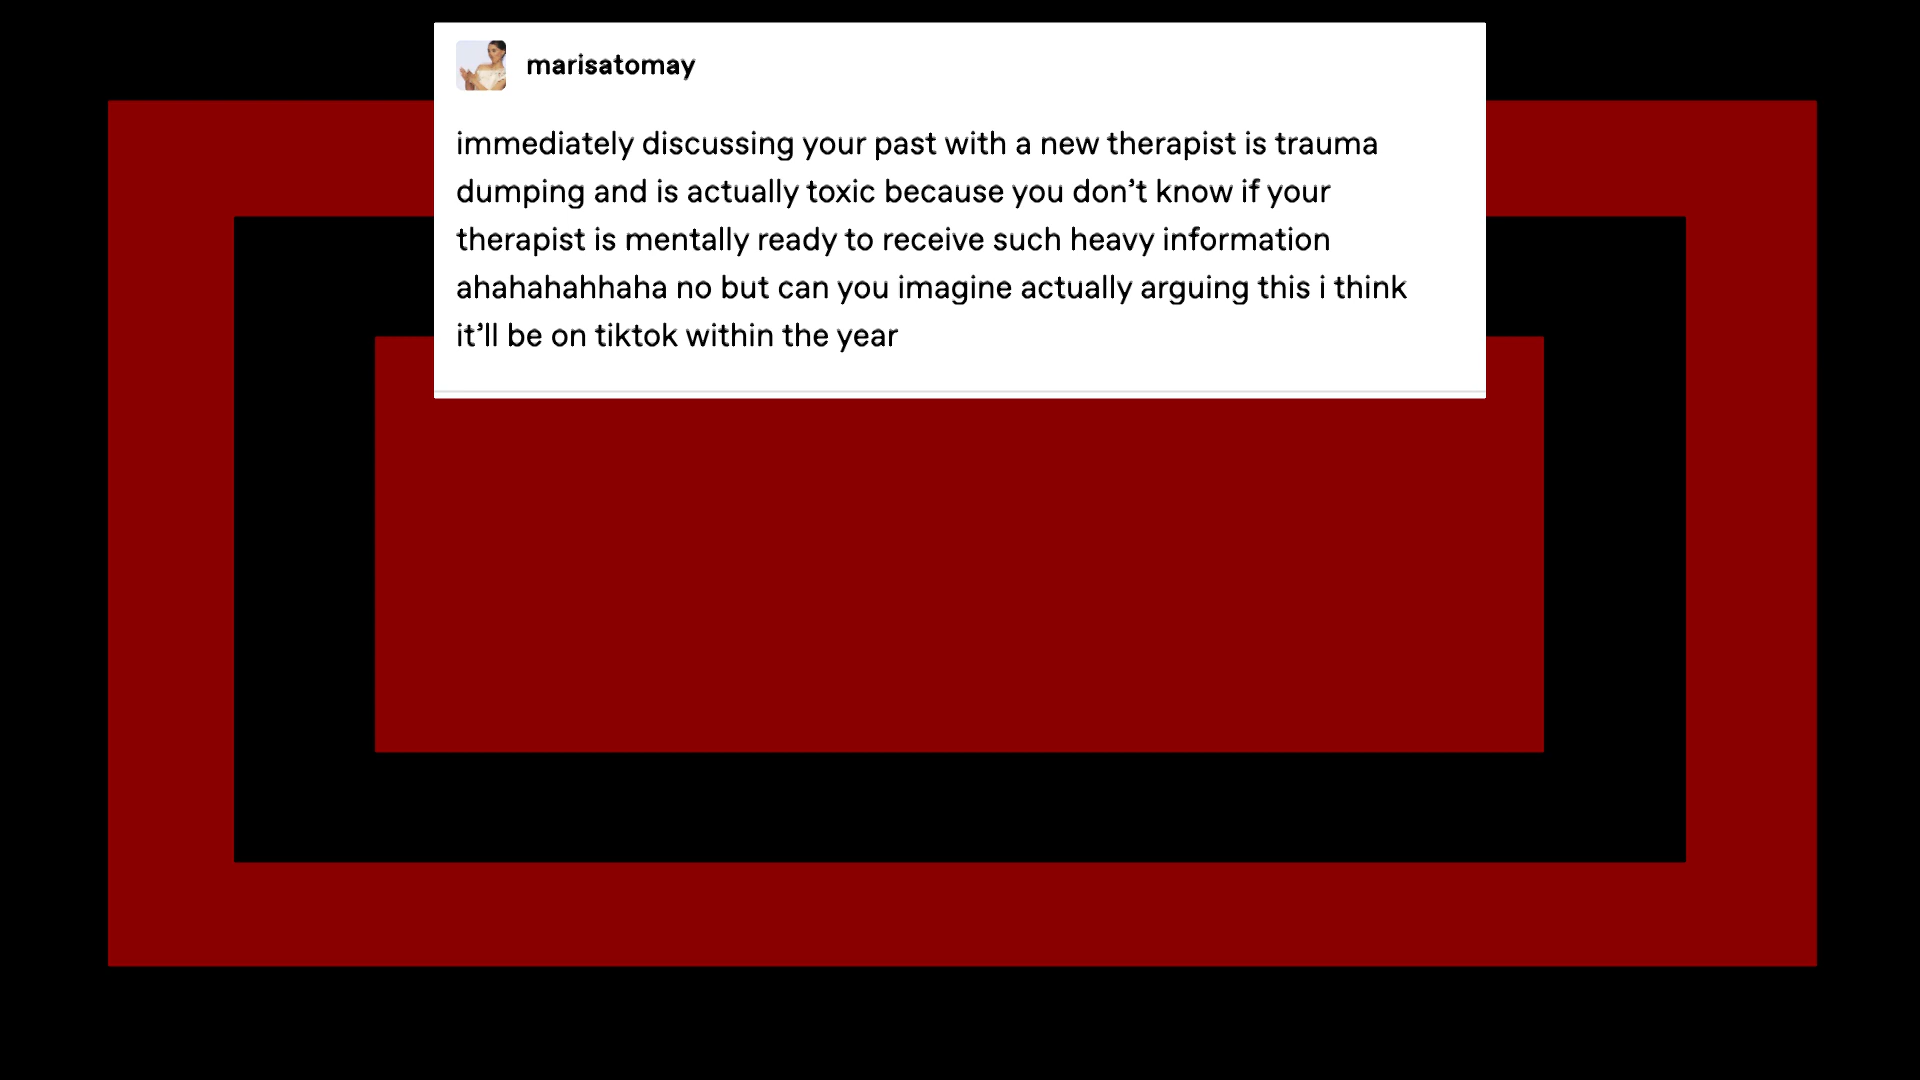 marisatomay
immediately discussing your past with a new therapist is trauma
dumping and is actually toxic because you don’t know if your
therapist is mentally ready to receive such heavy information
ahahahahhaha no but can you imagine actually arguing this i think
it’ll be on tiktok within the year